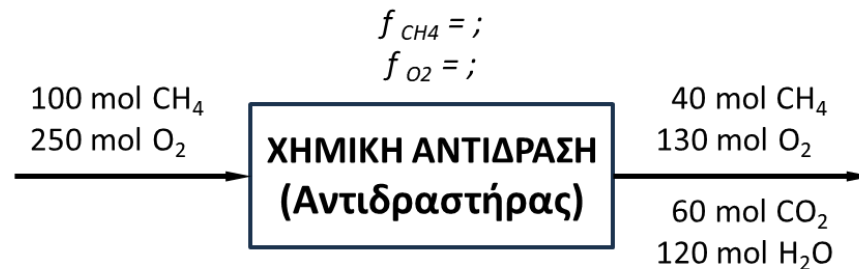 f CH4 = ;
f O2 = ;
100 mol CH₄
250 mol O₂
ΧΗΜΙΚΗ ΑΝΤΙΔΡΑΣΗ
(Αντιδραστήρας)
40 mol CH₄
130 mol O₂
60 mol CO₂
120 mol H₂O